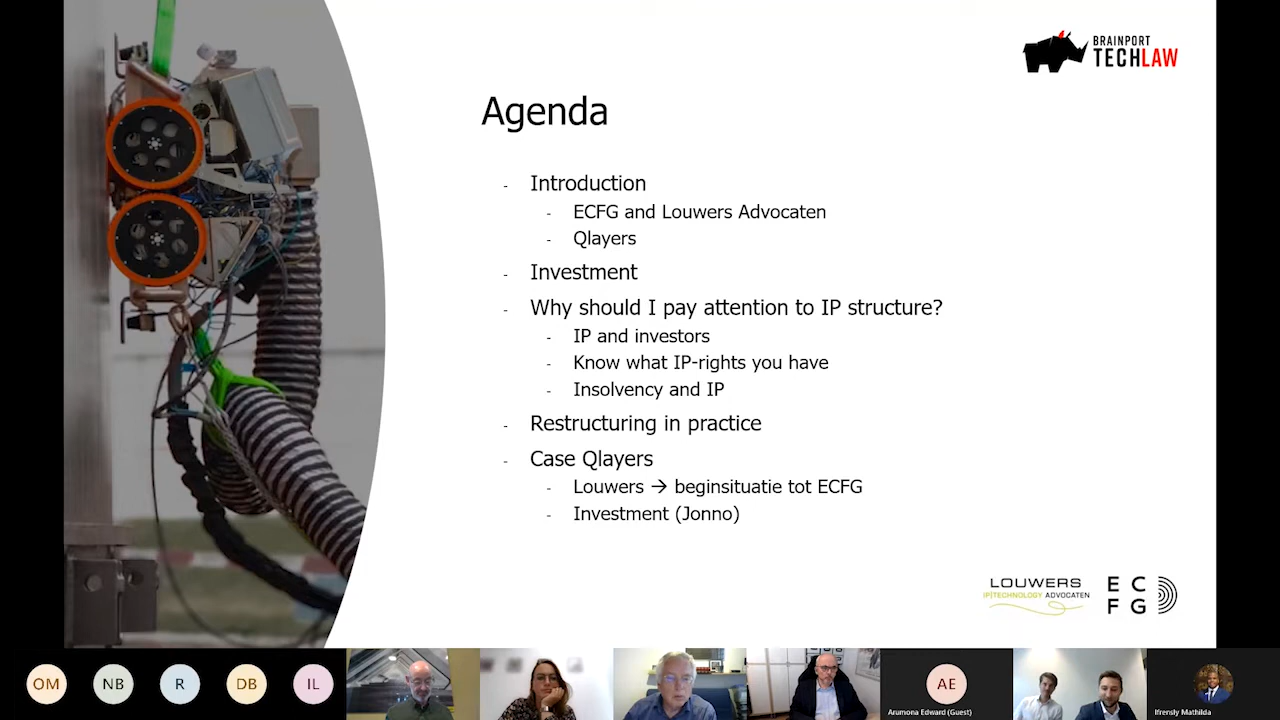 BRAINPORT
TECHLAW
Agenda
- Introduction
- ECFG and Louwers Advocaten
- Qlayers
- Investment
- Why should I pay attention to IP structure?
- IP and investors
- Know what IP-rights you have
- Insolvency and IP
- Restructuring in practice
- Case Qlayers
- Louwers → beginsituatie tot ECFG
- Investment (Jonno)
LOUWERS
IP|TECHNOLOGY ADVOCATEN
E C
F G
OM NB R DB IL AE
Arumona Edward (Guest)
Ifrensly Mathilda